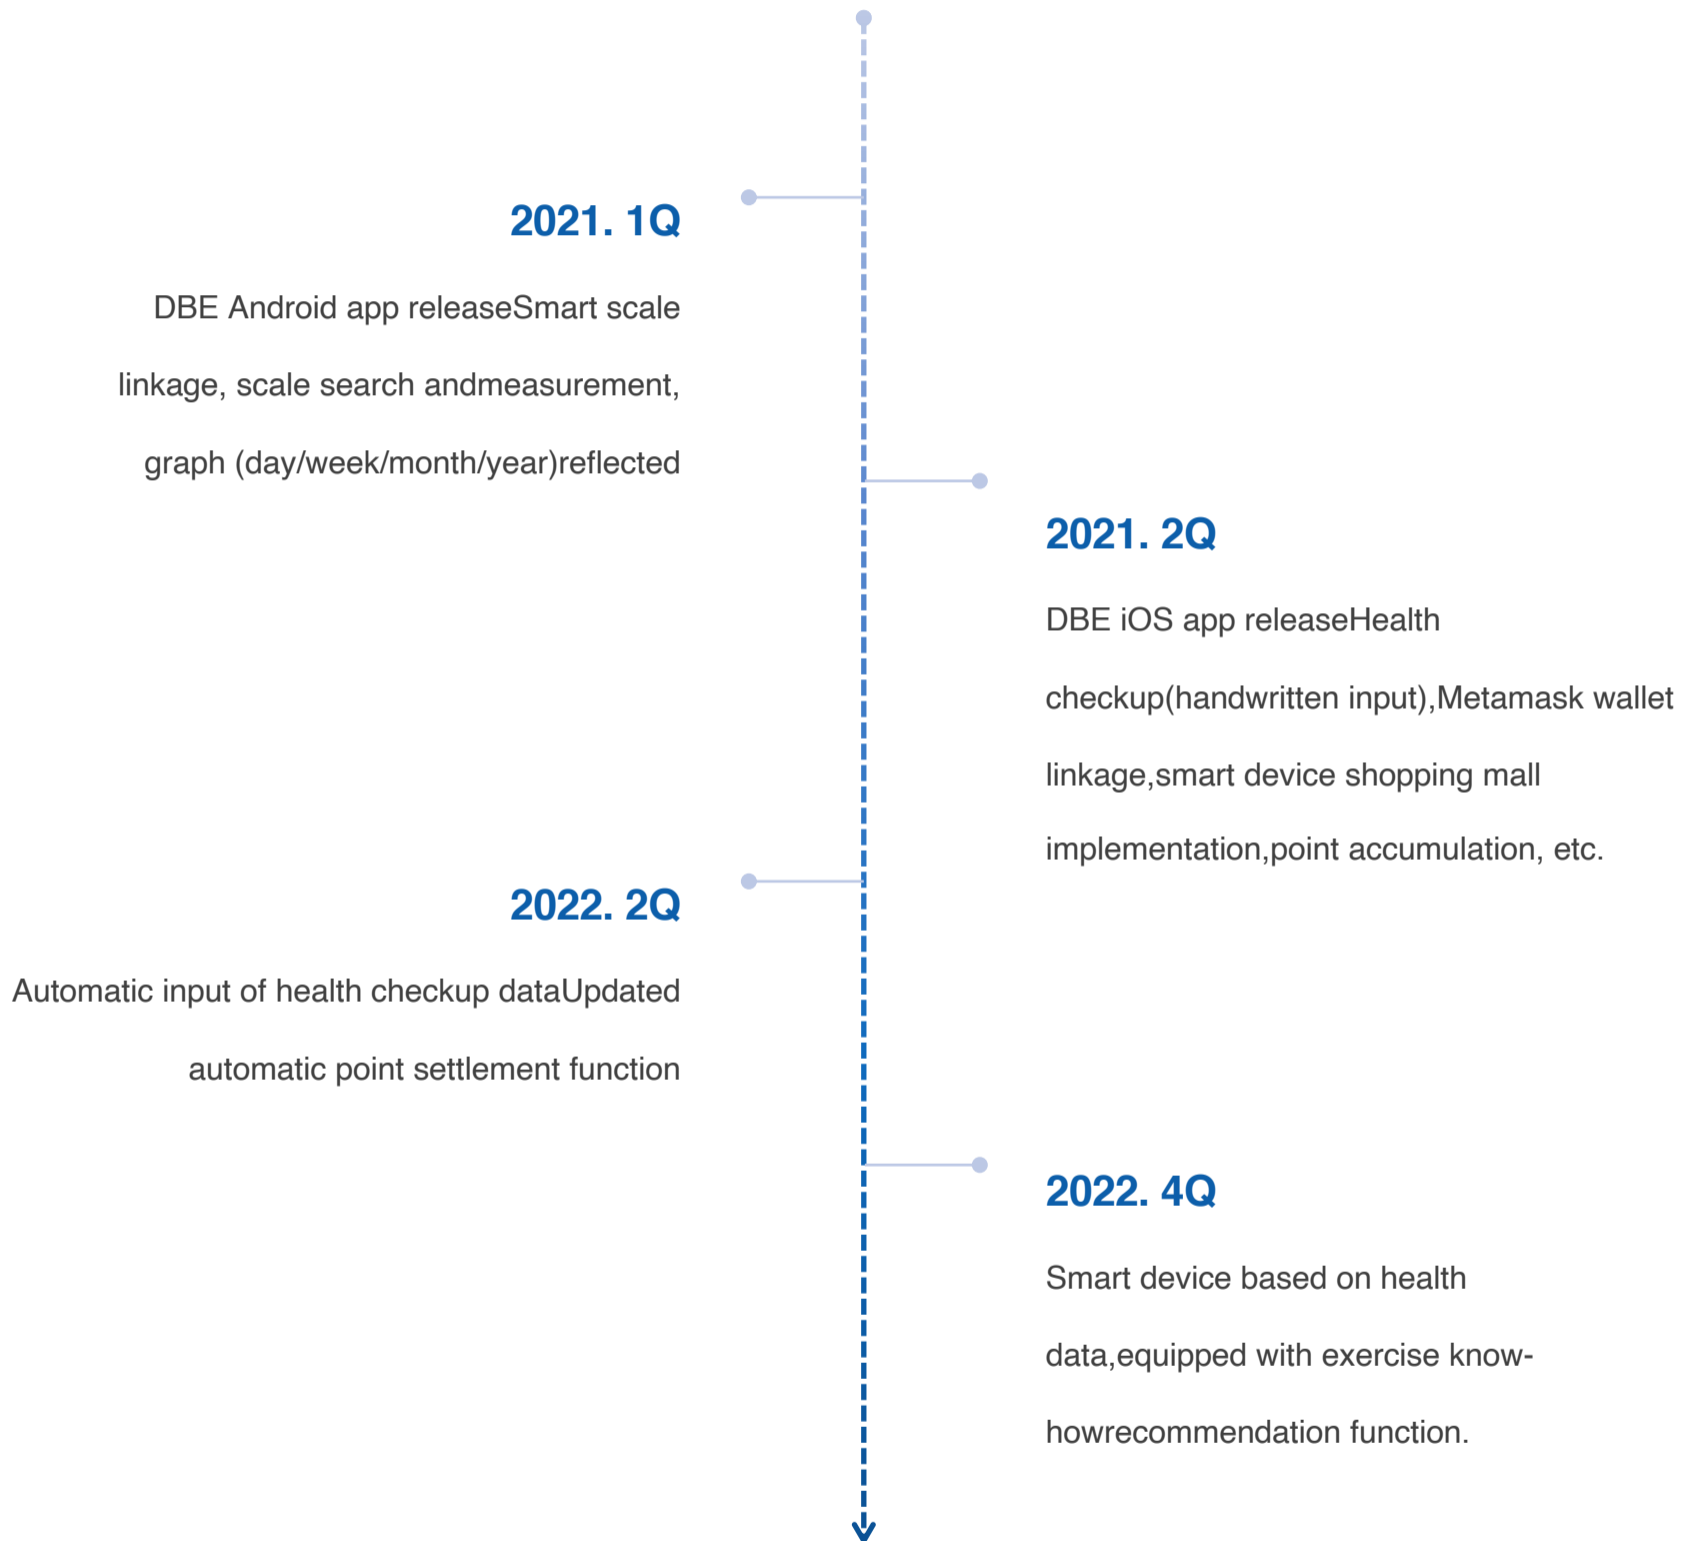 2021. 1Q
DBE Android app releaseSmart scale
linkage, scale search andmeasurement,
graph (day/week/month/year)reflected
2021. 2Q
DBE iOS app releaseHealth
checkup(handwritten input),Metamask wallet
linkage,smart device shopping mall
implementation,point accumulation, etc.
2022. 2Q
Automatic input of health checkup dataUpdated
automatic point settlement function
2022. 4Q
Smart device based on health
data,equipped with exercise know-
howrecommendation function.